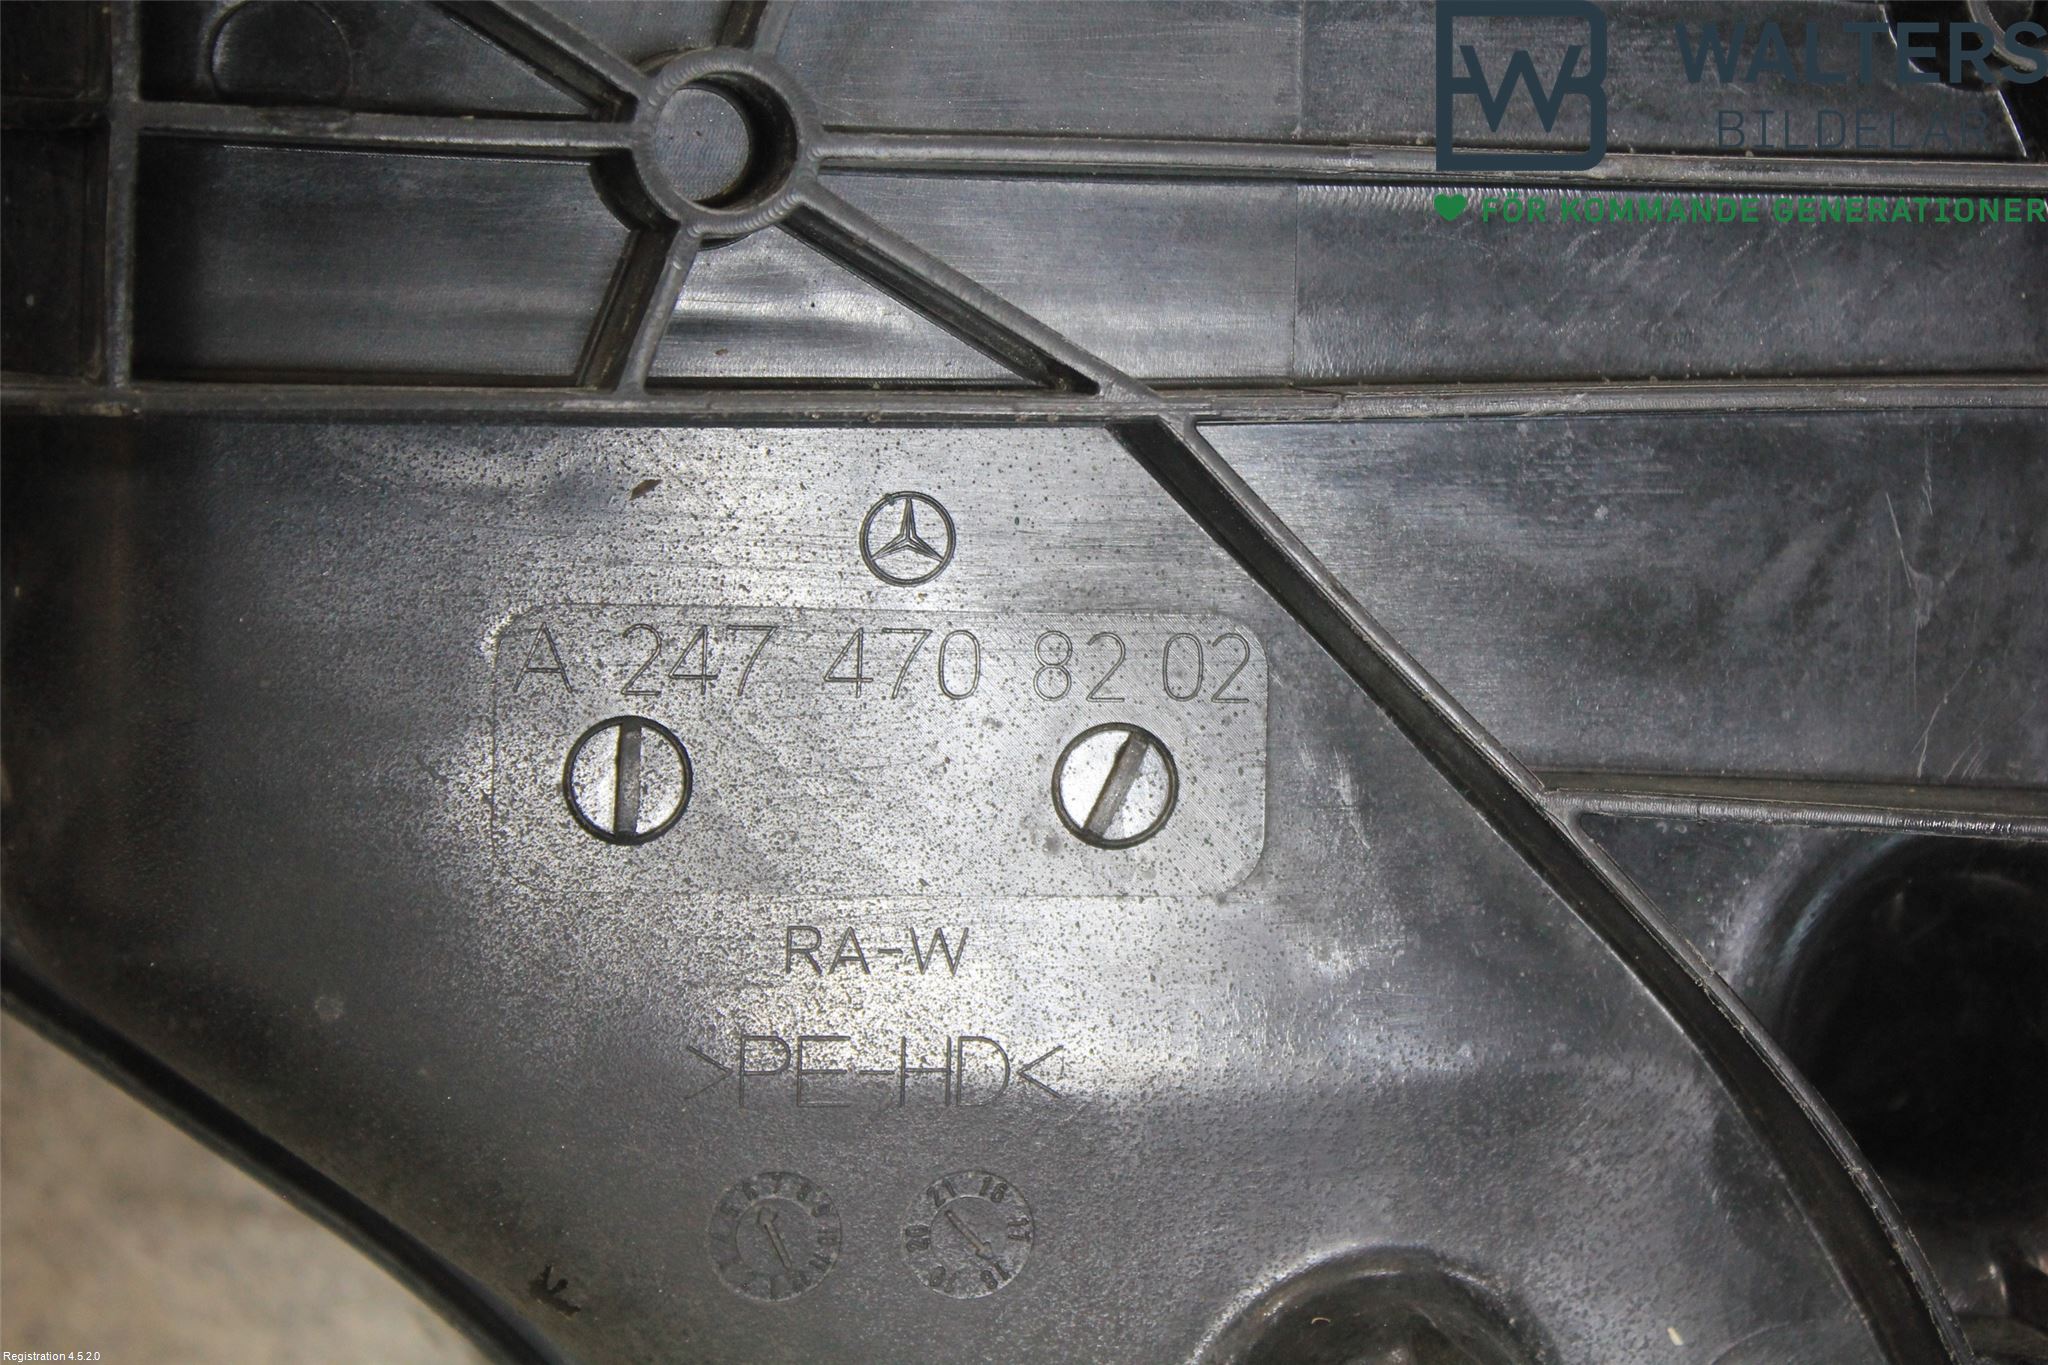 WALTERS
BILDELAR
FÖR KOMMANDE GENERATIONER
A 247 470 82 02
RA-W
>PE-HD<
Registration 4.5.2.0